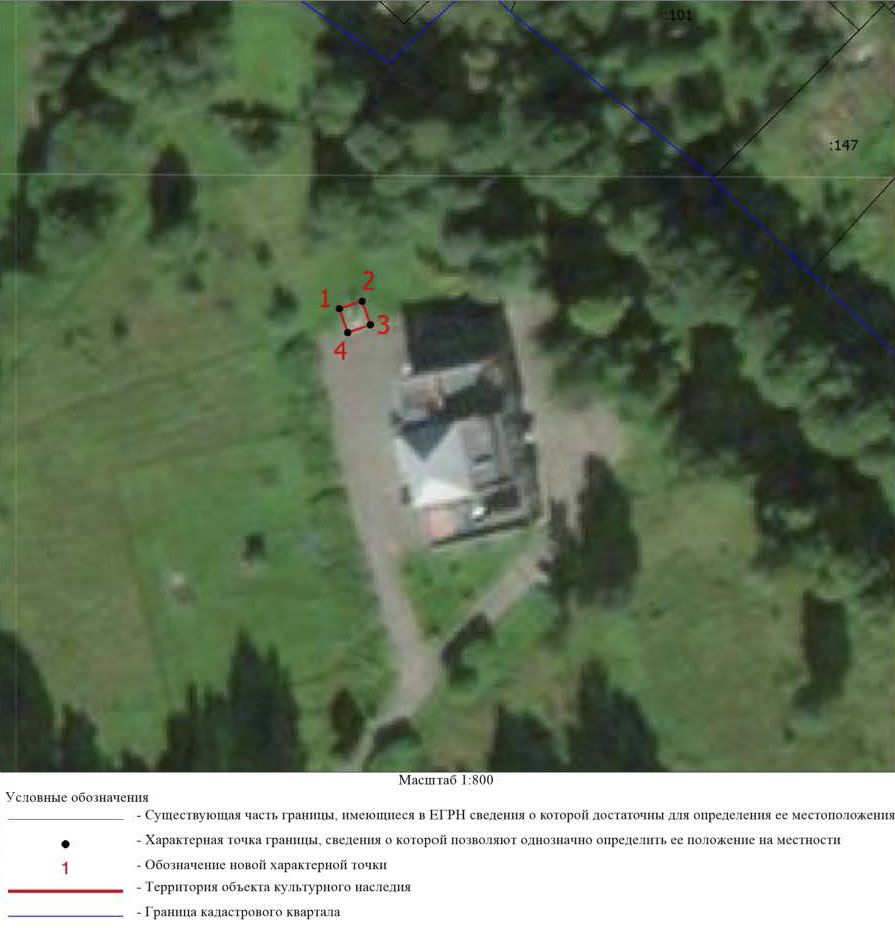 :101
:147
1
2
3
4
Масштаб 1:800
Условные обозначения
- Существующая часть границы, имеющиеся в ЕГРН сведения о которой достаточны для определения ее местоположения
- Характерная точка границы, сведения о которой позволяют однозначно определить ее положение на местности
1 - Обозначение новой характерной точки
- Территория объекта культурного наследия
- Граница кадастрового квартала